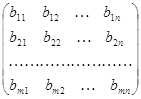 b₁₁ b₁₂ … b₁ₙ
b₂₁ b₂₂ … b₂ₙ
........................
bₘ₁ bₘ₂ … bₘₙ